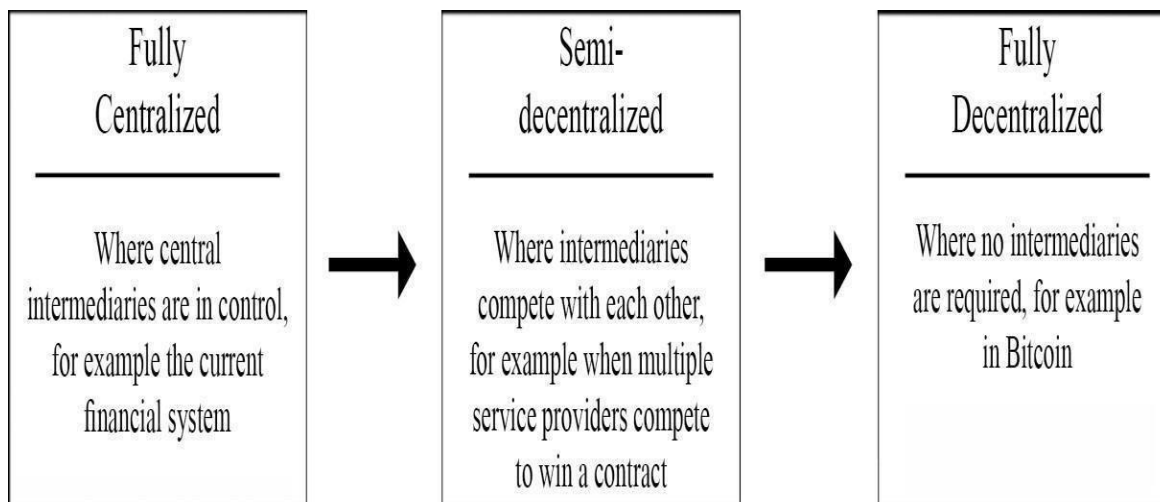 Fully
Centralized
Where central
intermediaries are in control,
for example the current
financial system
Semi-
decentralized
Where intermediaries
compete with each other,
for example when multiple
service providers compete
to win a contract
Fully
Decentralized
Where no intermediaries
are required, for example
in Bitcoin